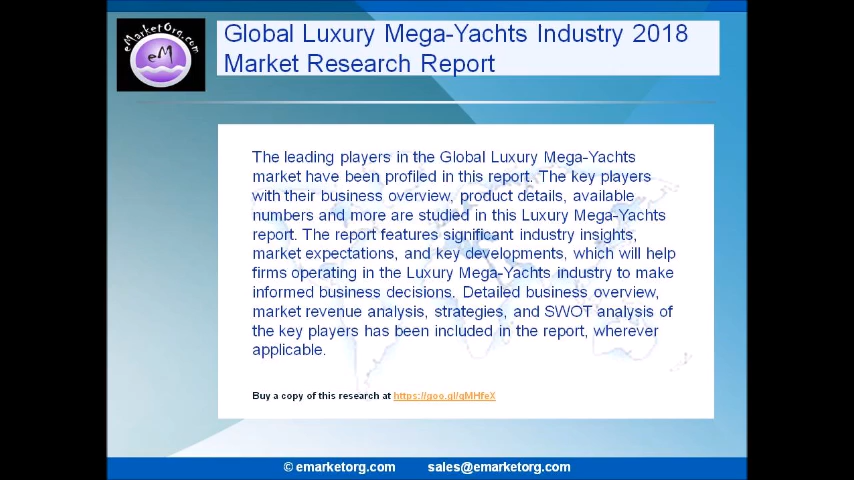 eMarketOrg.com
eM
Global Luxury Mega-Yachts Industry 2018
Market Research Report
The leading players in the Global Luxury Mega-Yachts
market have been profiled in this report. The key players
with their business overview, product details, available
numbers and more are studied in this Luxury Mega-Yachts
report. The report features significant industry insights,
market expectations, and key developments, which will help
firms operating in the Luxury Mega-Yachts industry to make
informed business decisions. Detailed business overview,
market revenue analysis, strategies, and SWOT analysis of
the key players has been included in the report, wherever
applicable.
Buy a copy of this research at https://goo.gl/qMHfeX
© emarketorg.com sales@emarketorg.com